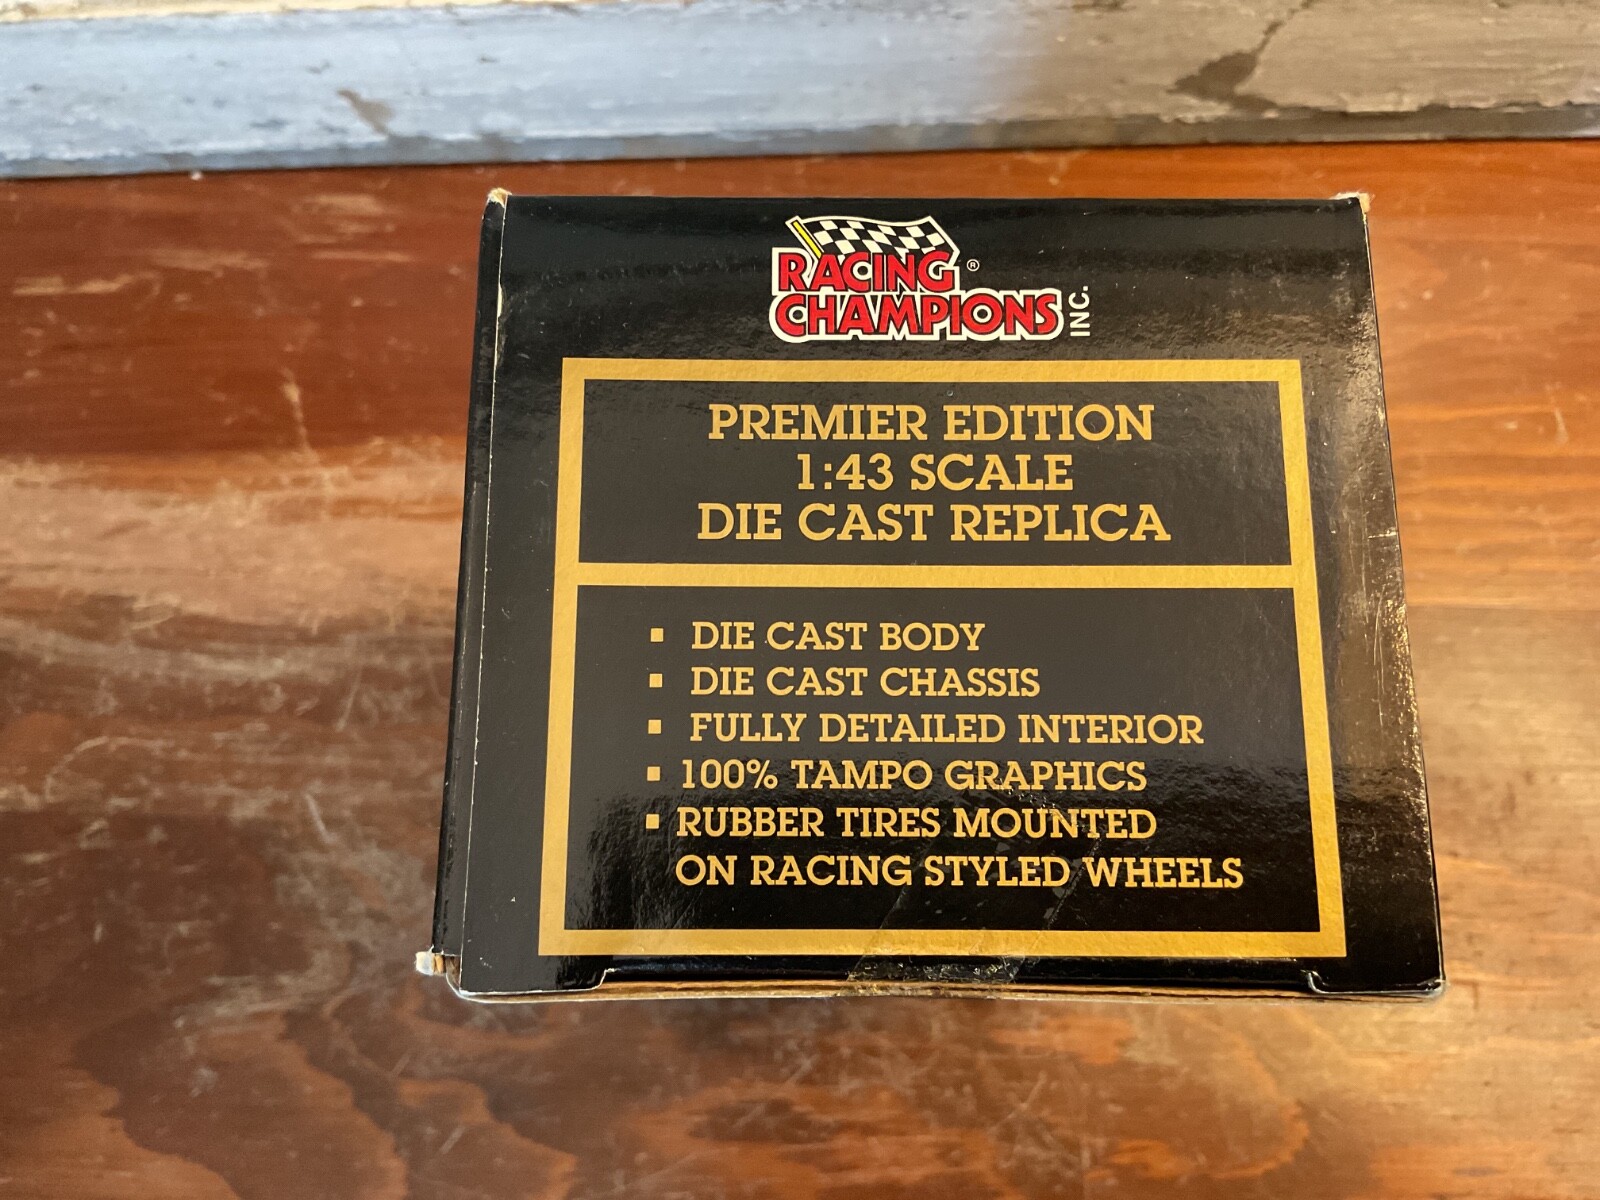 RACING ®
CHAMPIONS INC.
PREMIER EDITION
1:43 SCALE
DIE CAST REPLICA
▪ DIE CAST BODY
▪ DIE CAST CHASSIS
▪ FULLY DETAILED INTERIOR
▪ 100% TAMPO GRAPHICS
▪ RUBBER TIRES MOUNTED
ON RACING STYLED WHEELS